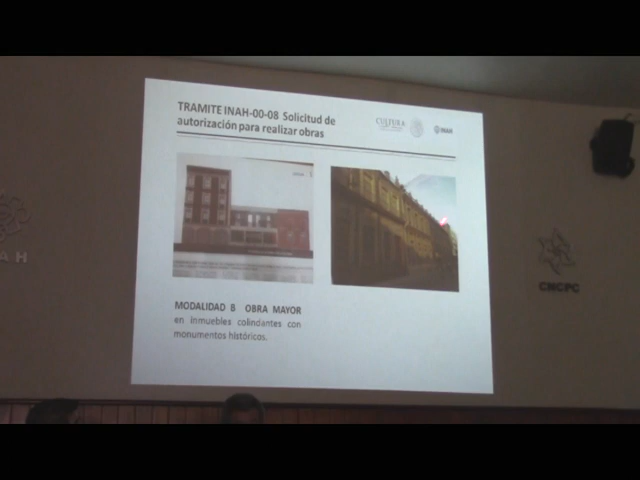 TRAMITE INAH-00-08 Solicitud de
autorización para realizar obras
CULTURA
INAH
MODALIDAD B OBRA MAYOR
en inmuebles colindantes con
monumentos históricos.
AH
CNCPC